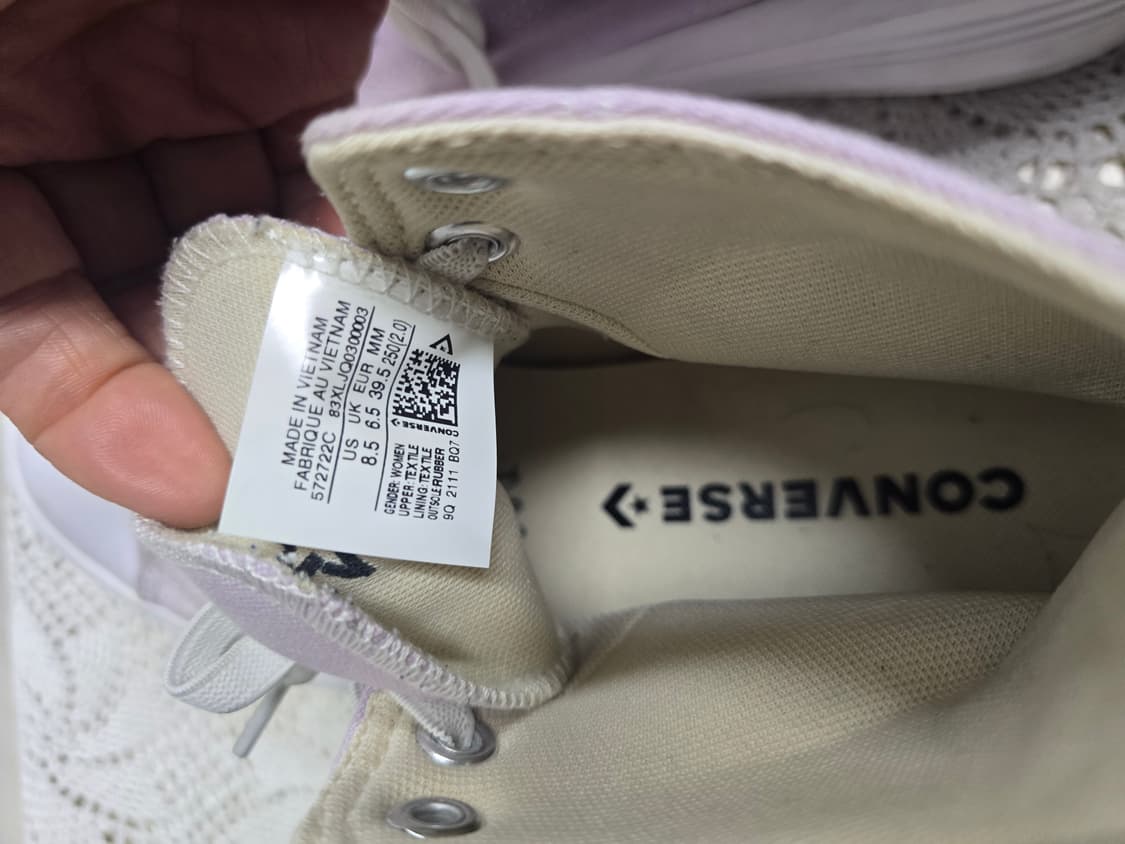 MADE IN VIETNAM
FABRIQUE AU VIETNAM
572722C 83XLJQ0300003
US UK EUR MM
8.5 6.5 39.5 250(2.0)
CONVERSE
GENDER: WOMEN
UPPER: TEXTILE
LINING: TEXTILE
OUTSOLE: RUBBER
9Q 2111 BQ7
CONVERSE